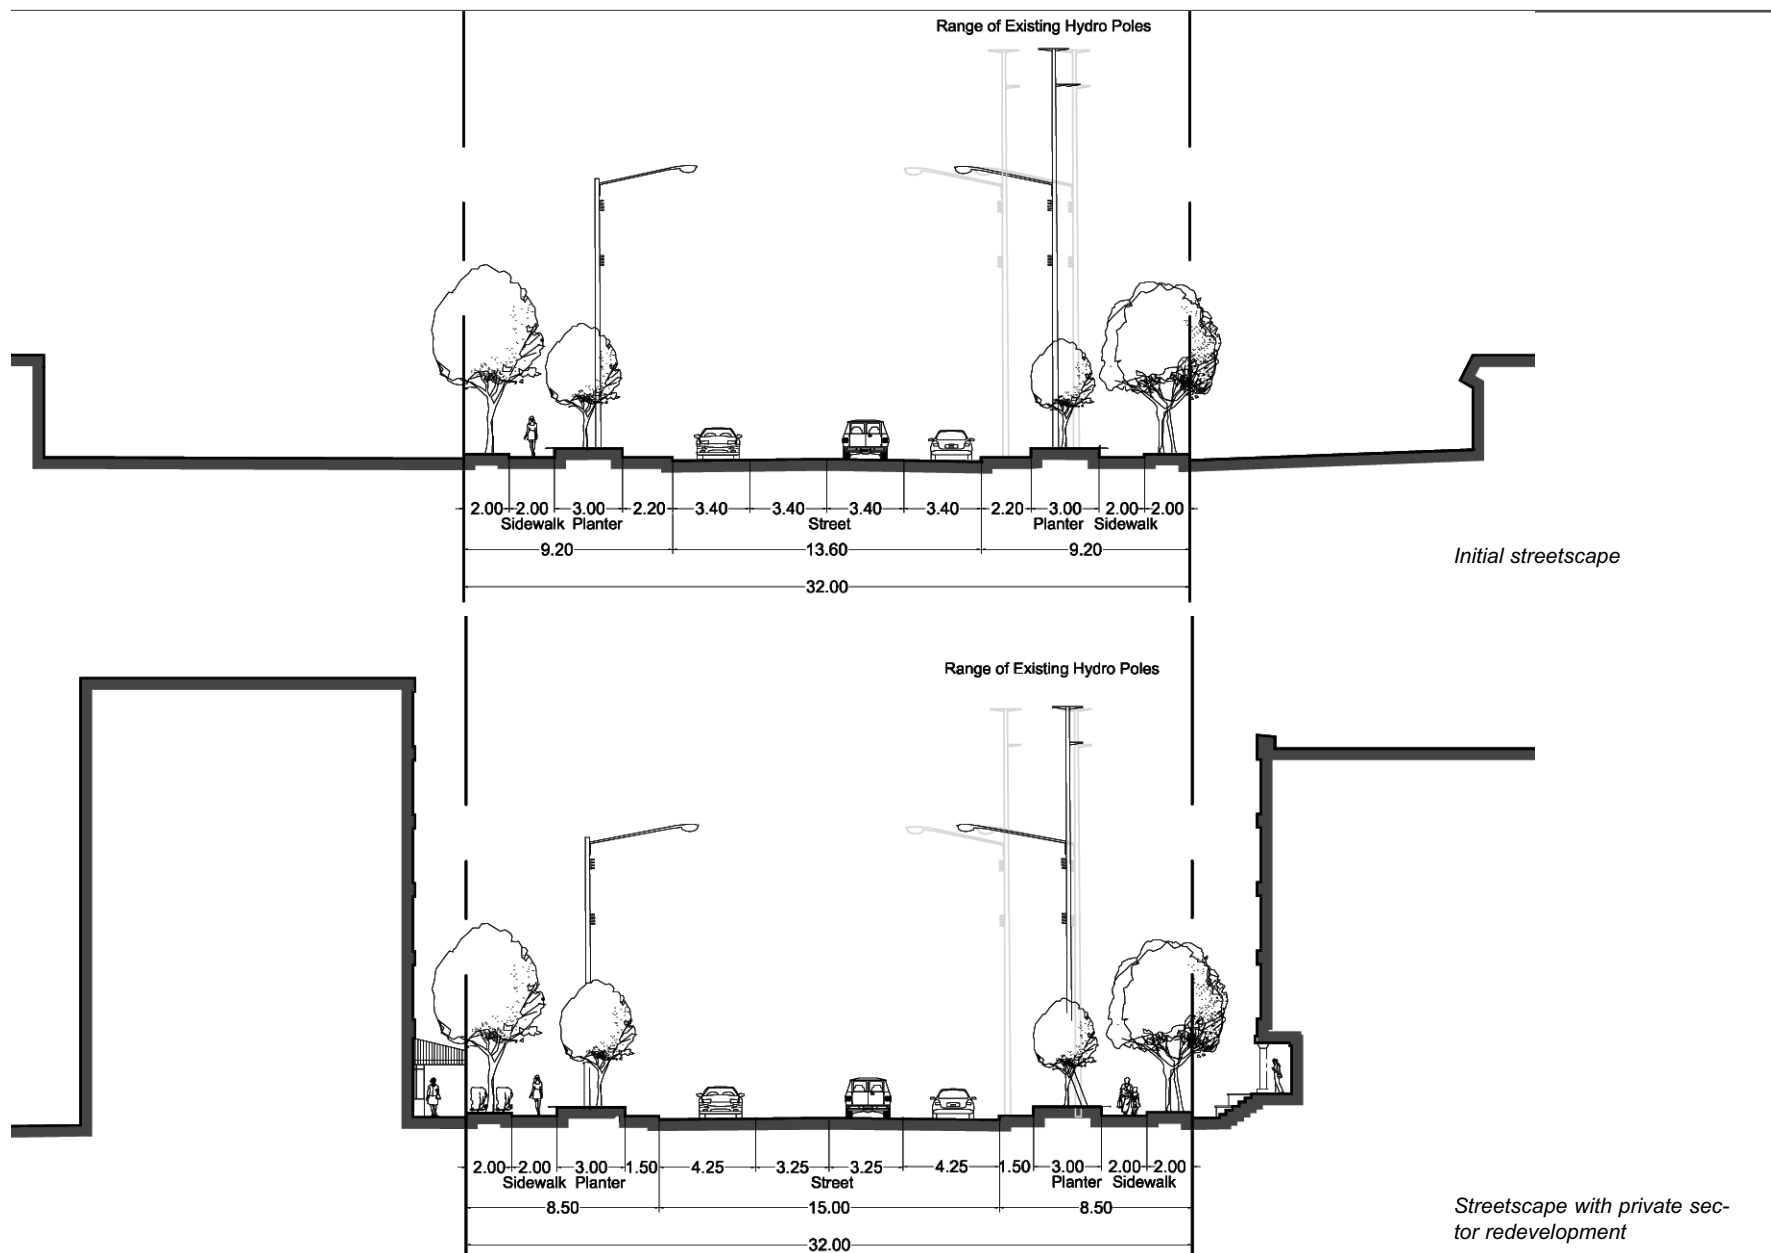 Range of Existing Hydro Poles
2.00 2.00 3.00 2.20 3.40 3.40 3.40 3.40 2.20 3.00 2.00 2.00
Sidewalk Planter Street Planter Sidewalk
9.20 13.60 9.20
Initial streetscape
32.00
Range of Existing Hydro Poles
2.00 2.00 3.00 1.50 4.25 3.25 3.25 4.25 1.50 3.00 2.00 2.00
Sidewalk Planter Street Planter Sidewalk
8.50 15.00 8.50
Streetscape with private sec-
tor redevelopment
32.00